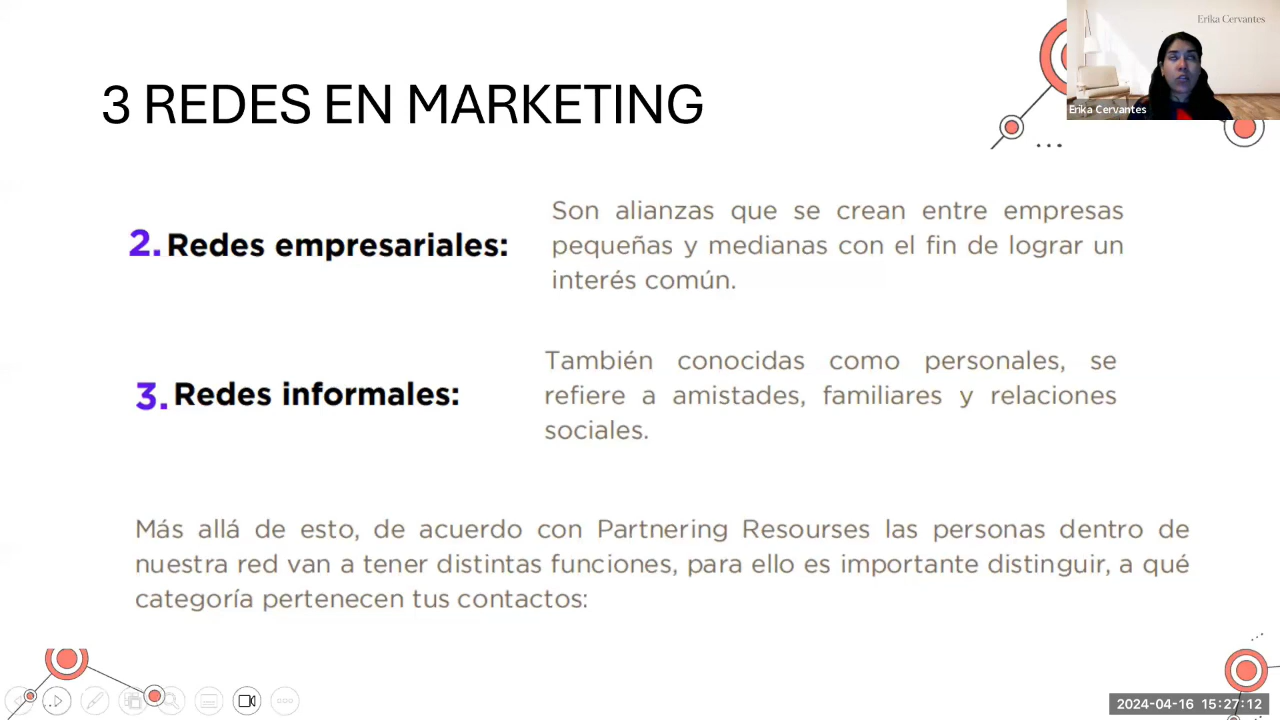 Erika Cervantes
Erika Cervantes
3 REDES EN MARKETING
2. Redes empresariales:
Son alianzas que se crean entre empresas
pequeñas y medianas con el fin de lograr un
interés común.
3. Redes informales:
También conocidas como personales, se
refiere a amistades, familiares y relaciones
sociales.
Más allá de esto, de acuerdo con Partnering Resourses las personas dentro de
nuestra red van a tener distintas funciones, para ello es importante distinguir, a qué
categoría pertenecen tus contactos:
2024-04-16 15:27:12